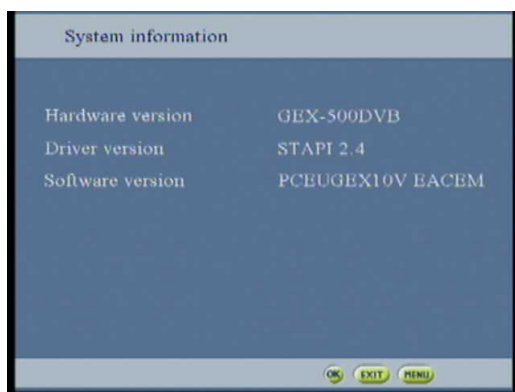 System information
Hardware version GEX-500DVB
Driver version STAPI 2.4
Software version PCEUGEX10V EACEM
OK EXIT MENU